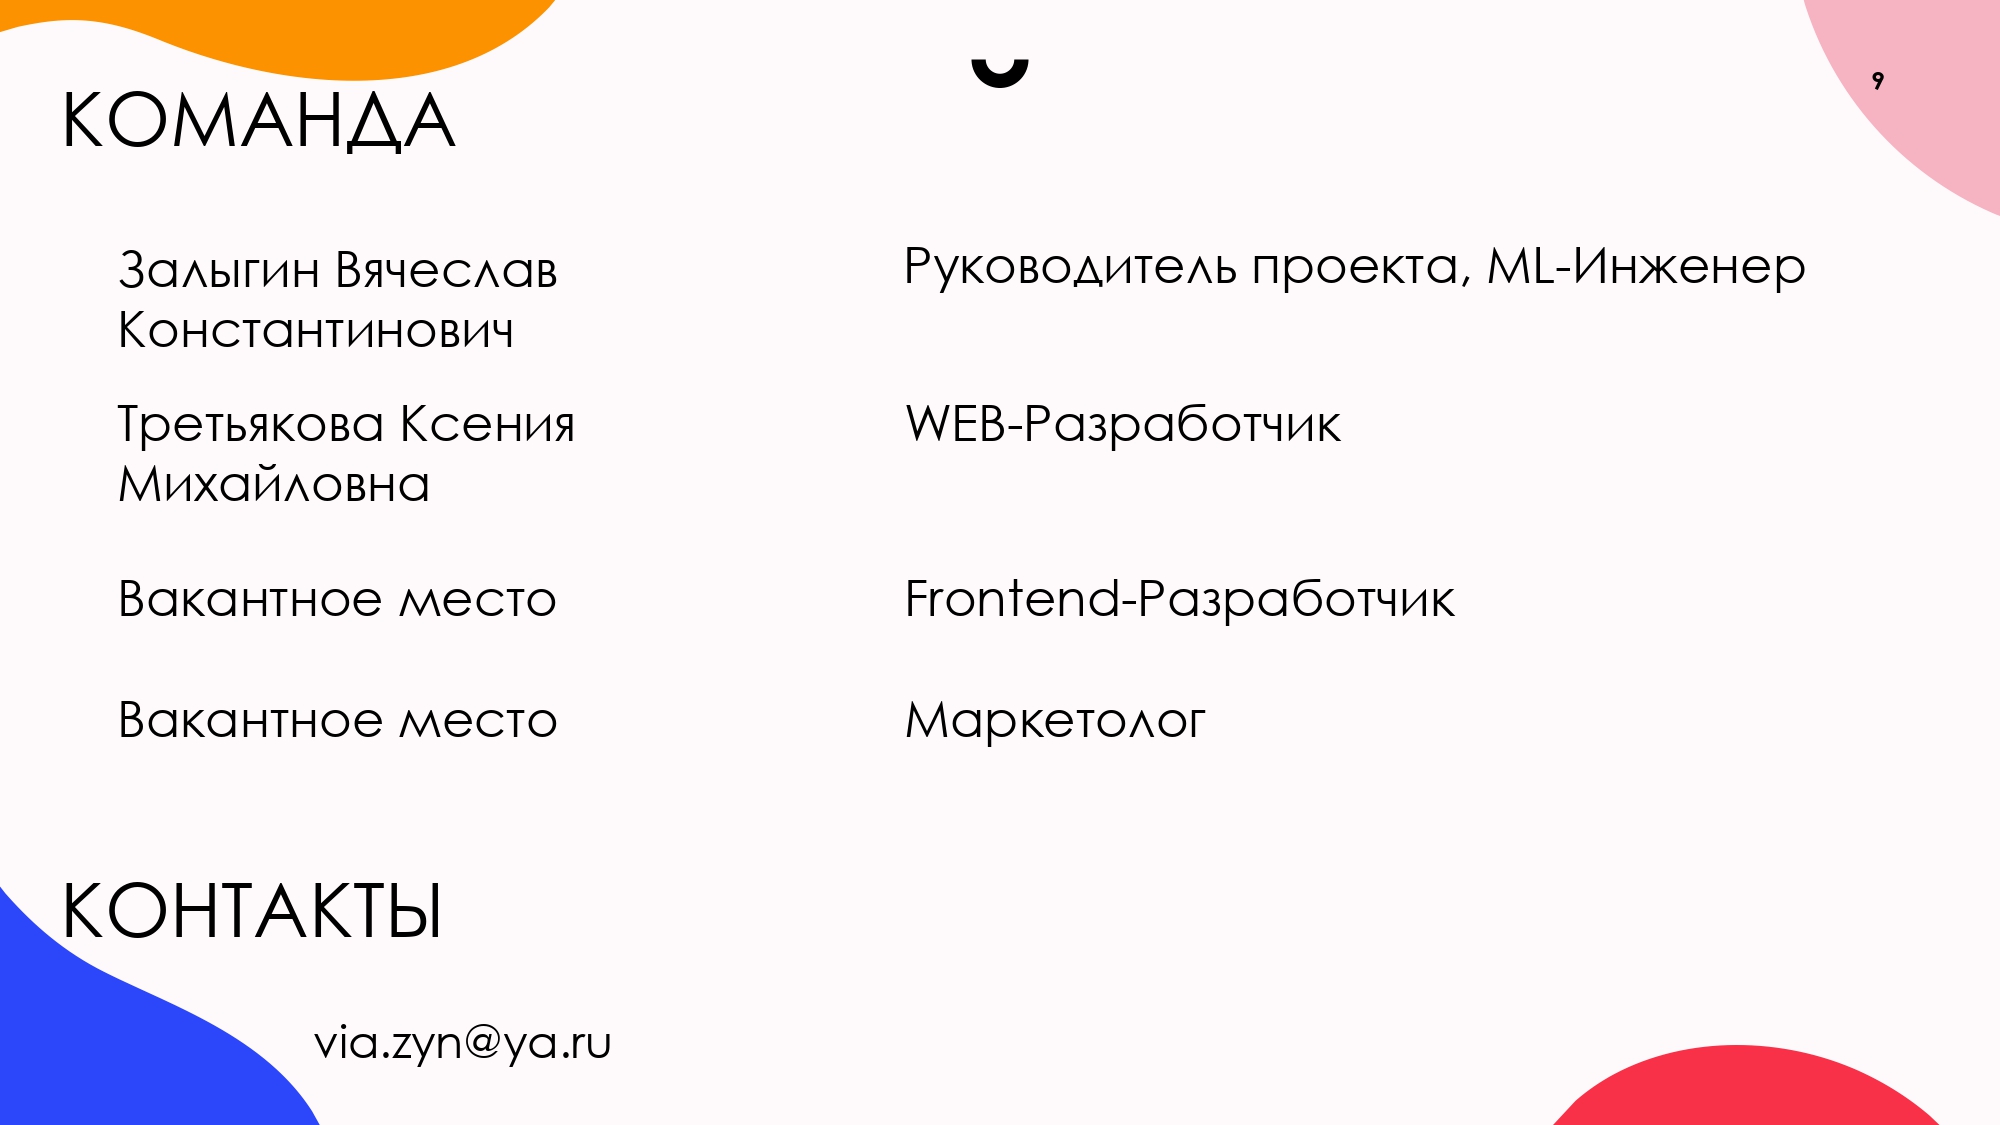 9
КОМАНДА
Залыгин Вячеслав
Константинович
Руководитель проекта, ML-Инженер
Третьякова Ксения
Михайловна
WEB-Разработчик
Вакантное место
Frontend-Разработчик
Вакантное место
Маркетолог
КОНТАКТЫ
via.zyn@ya.ru